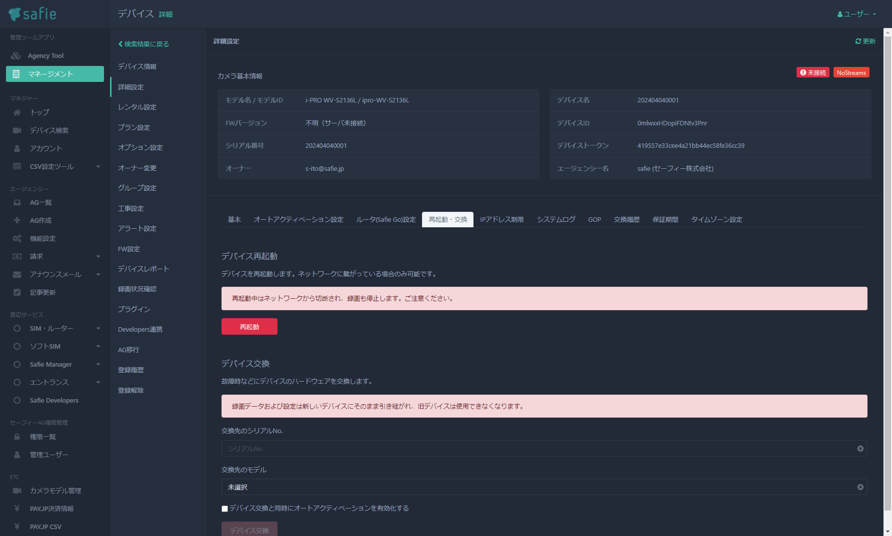 safie
デバイス 詳細
ユーザー
管理ツールアプリ
Agency Tool
マネージメント
マネジャー
トップ
デバイス検索
アカウント
CSV設定ツール
エージェンシー
AG一覧
AG作成
機能設定
請求
アナウンスメール
記事更新
周辺サービス
SIM・ルーター
ソフトSIM
Safie Manager
エントランス
Safie Developers
セーフィーAG権限管理
権限一覧
管理ユーザー
ETC
カメラモデル管理
PAYJP決済情報
PAYJP CSV
検索結果に戻る
デバイス情報
詳細設定
レンタル設定
プラン設定
オプション設定
オーナー変更
グループ設定
工事設定
アラート設定
FW設定
デバイスレポート
録画状況確認
プラグイン
Developers連携
AG移行
登録履歴
登録解除
詳細設定
更新
カメラ基本情報
未接続 NoStreams
モデル名 / モデルID i-PRO WV-S2136L / ipro-WV-S2136L
FWバージョン 不明（サーバ未接続）
シリアル番号 202404040001
オーナー s-ito@safie.jp
デバイス名 202404040001
デバイスID 0mlwxxHDopiFDNtv3Pnr
デバイストークン 419557e33cee4a21bb44ec58fe36cc39
エージェンシー名 safie (セーフィー株式会社)
基本 オートアクティベーション設定 ルータ(Safie Go)設定 再起動・交換 IPアドレス制限 システムログ GOP 交換履歴 保証期間 タイムゾーン設定
デバイス再起動
デバイスを再起動します。ネットワークに繋がっている場合のみ可能です。
再起動中はネットワークから切断され、録画も停止します。ご注意ください。
再起動
デバイス交換
故障時などにデバイスのハードウェアを交換します。
録画データおよび設定は新しいデバイスにそのまま引き継がれ、旧デバイスは使用できなくなります。
交換先のシリアルNo.
シリアルNo
交換先のモデル
未選択
デバイス交換と同時にオートアクティベーションを有効化する
デバイス交換